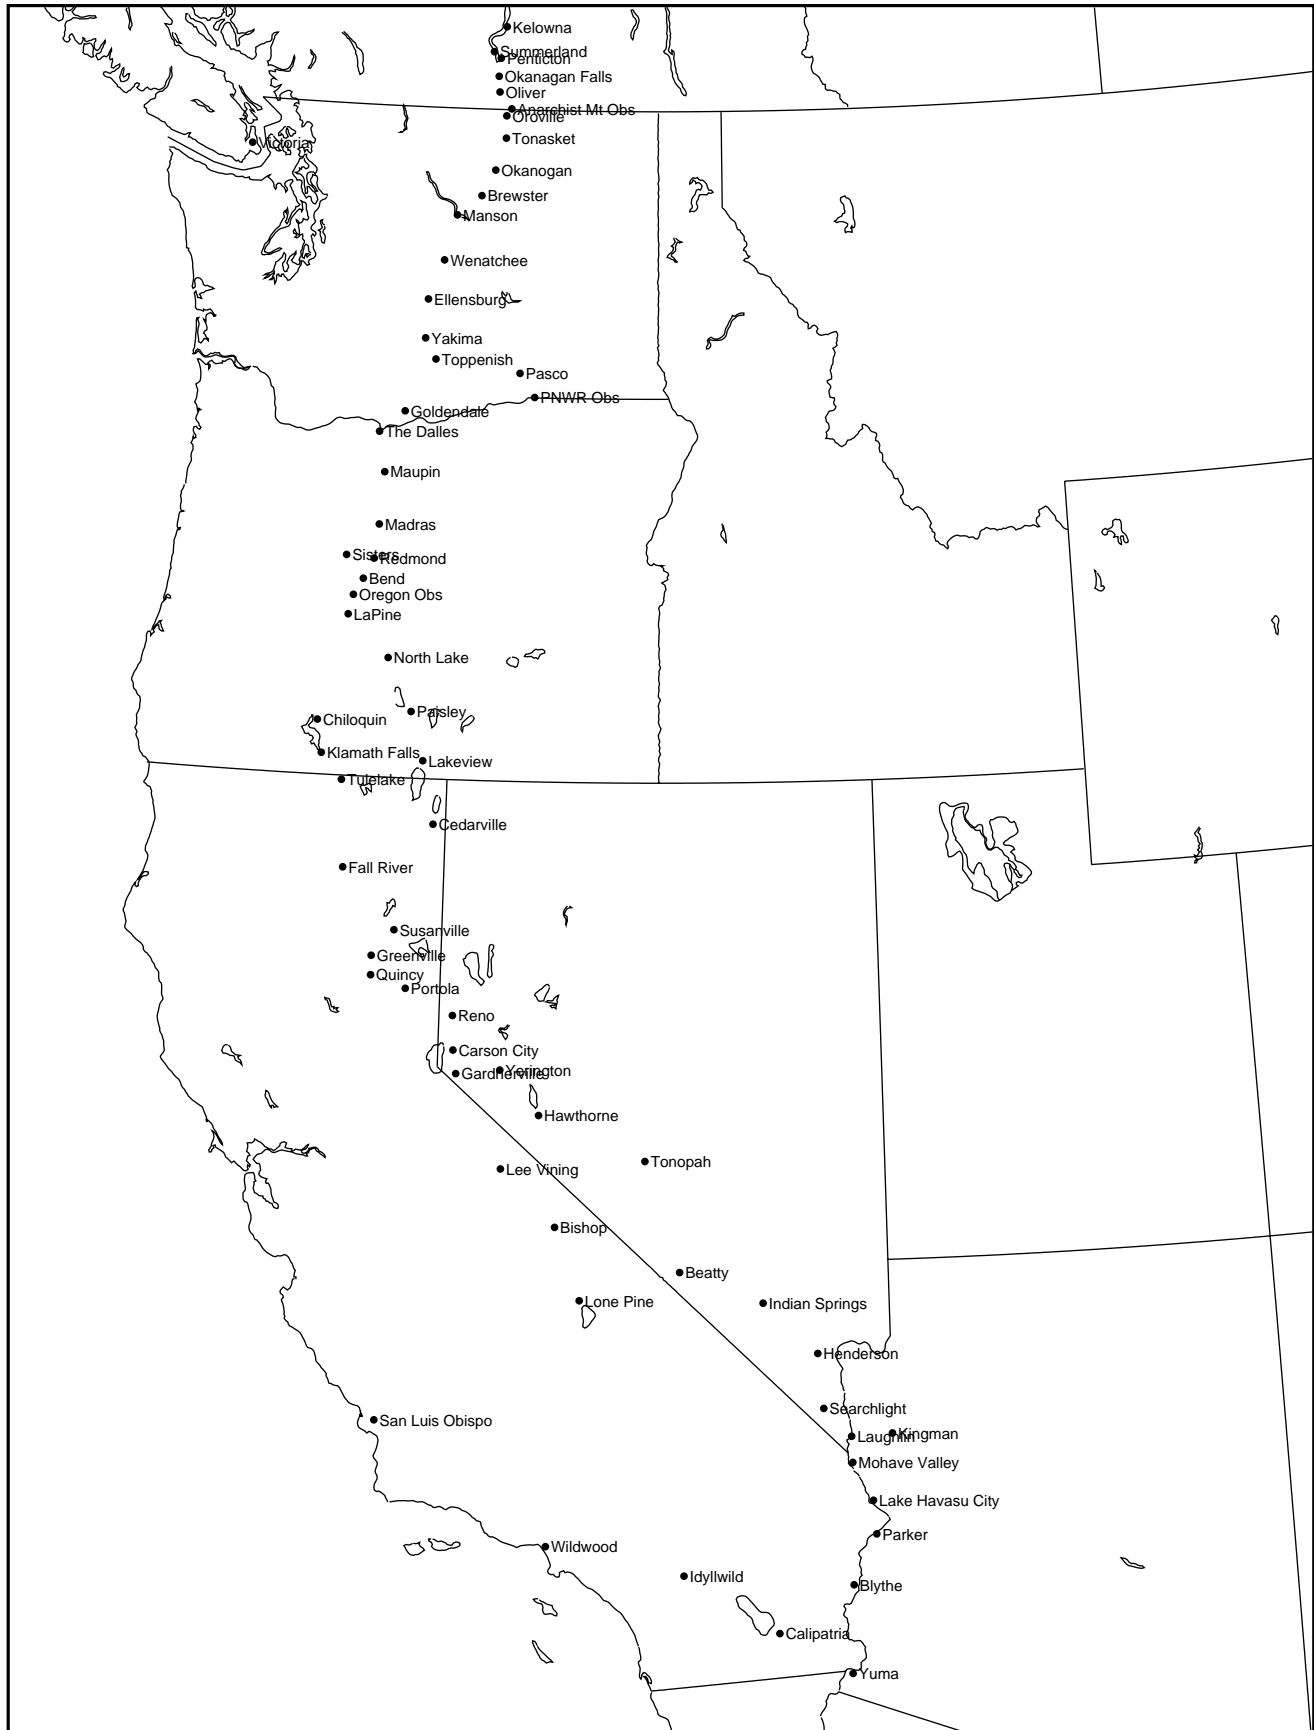 Kelowna
Summerland
Penticton
Okanagan Falls
Oliver
Anarchist Mt Obs
Oroville
Tonasket
Victoria
Okanogan
Brewster
Manson
Wenatchee
Ellensburg
Yakima
Toppenish
Pasco
PNWR Obs
Goldendale
The Dalles
Maupin
Madras
Sisters
Redmond
Bend
Oregon Obs
LaPine
North Lake
Paisley
Chiloquin
Klamath Falls
Lakeview
Tulelake
Cedarville
Fall River
Susanville
Greenville
Quincy
Portola
Reno
Carson City
Yerington
Gardnerville
Hawthorne
Tonopah
Lee Vining
Bishop
Beatty
Lone Pine
Indian Springs
Henderson
Searchlight
San Luis Obispo
Kingman
Laughlin
Mohave Valley
Lake Havasu City
Parker
Wildwood
Idyllwild
Blythe
Calipatria
Yuma